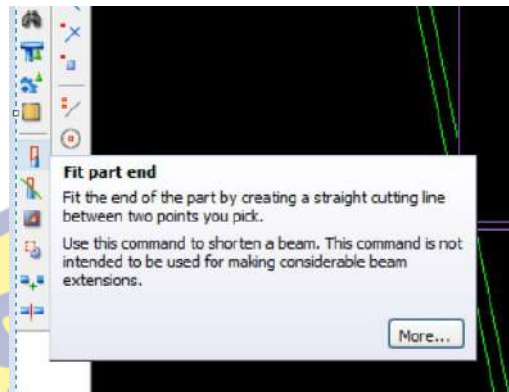 Fit part end
Fit the end of the part by creating a straight cutting line
between two points you pick.
Use this command to shorten a beam. This command is not
intended to be used for making considerable beam
extensions.
More...